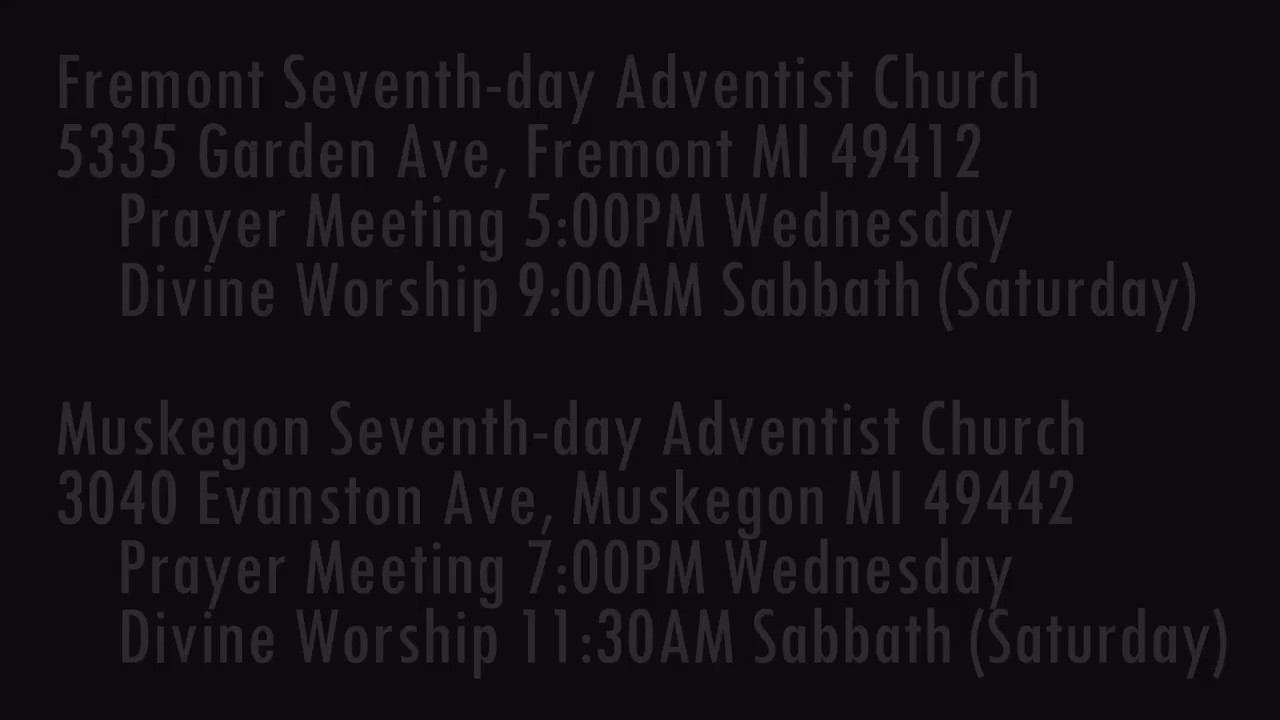 Fremont Seventh-day Adventist Church
5335 Garden Ave, Fremont MI 49412
Prayer Meeting 5:00PM Wednesday
Divine Worship 9:00AM Sabbath (Saturday)
Muskegon Seventh-day Adventist Church
3040 Evanston Ave, Muskegon MI 49442
Prayer Meeting 7:00PM Wednesday
Divine Worship 11:30AM Sabbath (Saturday)